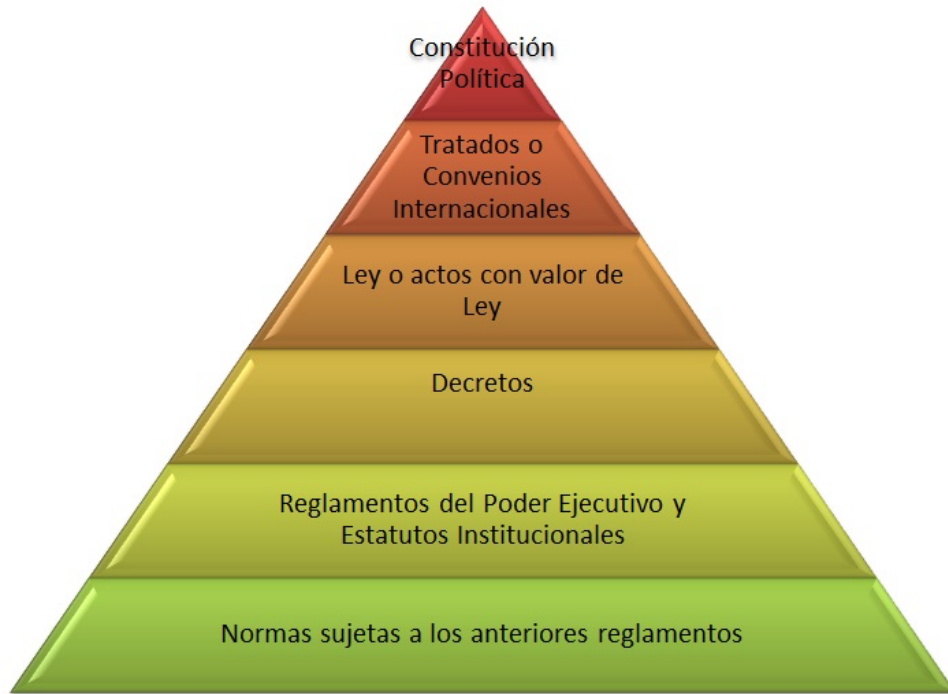 Constitución
Política
Tratados o
Convenios
Internacionales
Ley o actos con valor de
Ley
Decretos
Reglamentos del Poder Ejecutivo y
Estatutos Institucionales
Normas sujetas a los anteriores reglamentos